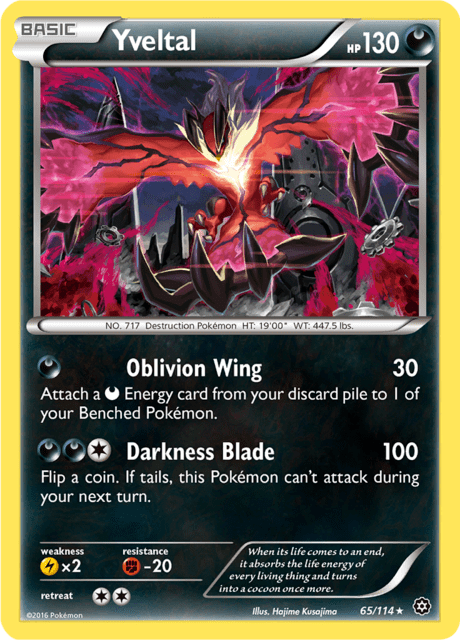 BASIC
Yveltal
HP 130
NO. 717 Destruction Pokémon HT: 19'00" WT: 447.5 lbs.
Oblivion Wing 30
Attach a Energy card from your discard pile to 1 of
your Benched Pokémon.
Darkness Blade 100
Flip a coin. If tails, this Pokémon can't attack during
your next turn.
weakness resistance
×2 -20
retreat
When its life comes to an end,
it absorbs the life energy of
every living thing and turns
into a cocoon once more.
Illus. Hajime Kusajima 65/114 ★
©2016 Pokémon